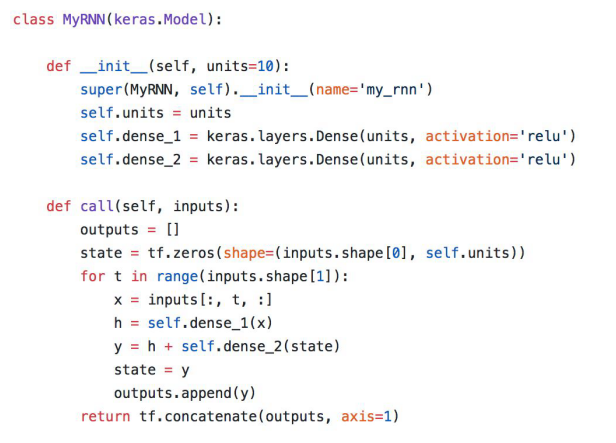 class MyRNN(keras.Model):

    def __init__(self, units=10):
        super(MyRNN, self).__init__(name='my_rnn')
        self.units = units
        self.dense_1 = keras.layers.Dense(units, activation='relu')
        self.dense_2 = keras.layers.Dense(units, activation='relu')

    def call(self, inputs):
        outputs = []
        state = tf.zeros(shape=(inputs.shape[0], self.units))
        for t in range(inputs.shape[1]):
            x = inputs[:, t, :]
            h = self.dense_1(x)
            y = h + self.dense_2(state)
            state = y
            outputs.append(y)
        return tf.concatenate(outputs, axis=1)